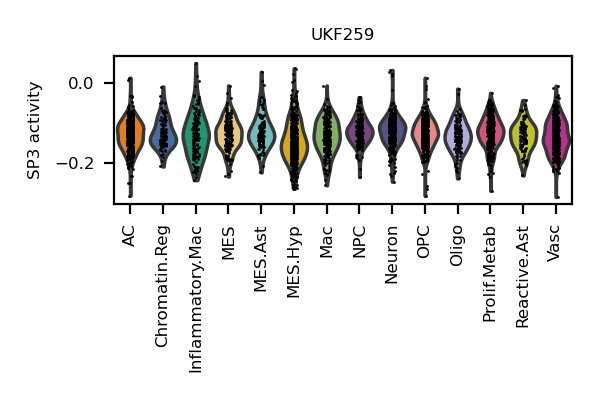 UKF259
SP3 activity
0.0
−0.2
AC
Chromatin.Reg
Inflammatory.Mac
MES
MES.Ast
MES.Hyp
Mac
NPC
Neuron
OPC
Oligo
Prolif.Metab
Reactive.Ast
Vasc